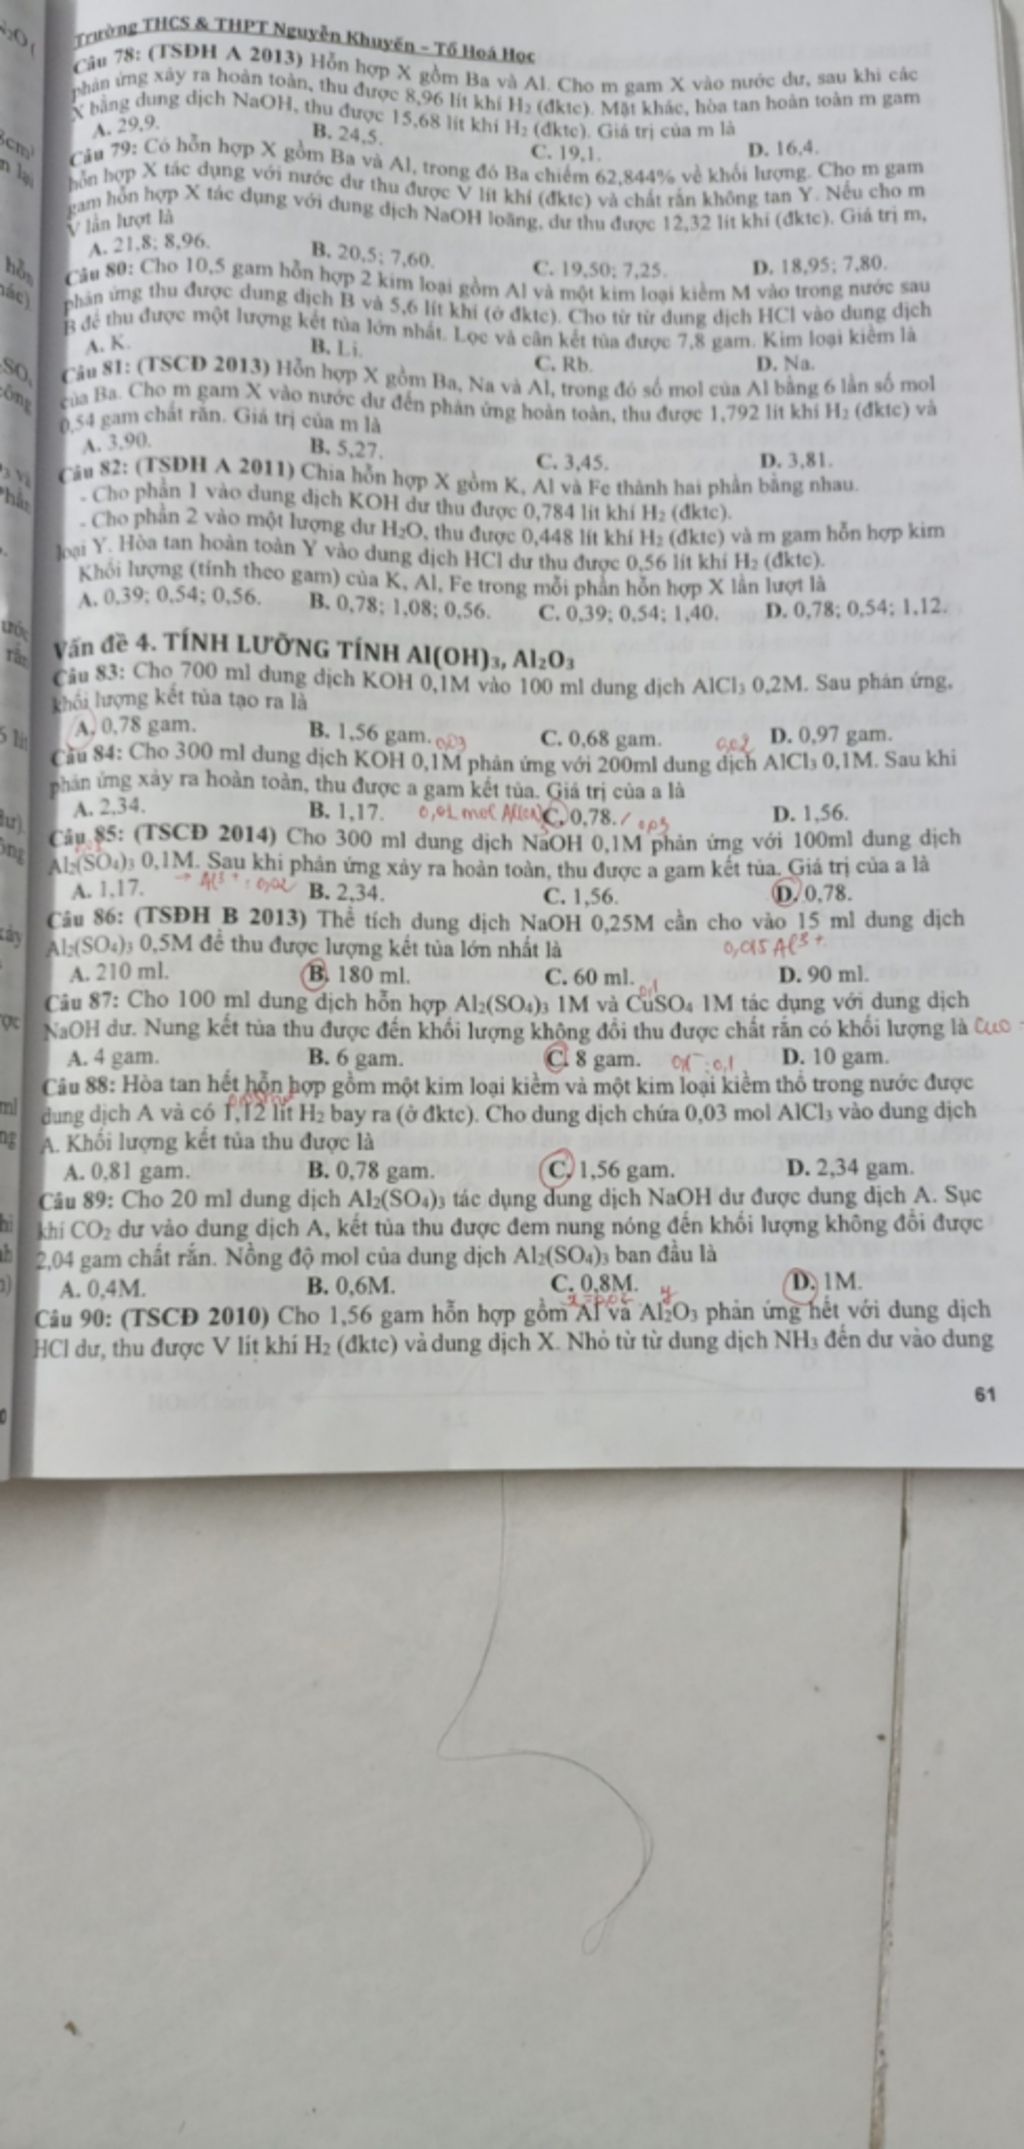 Trường THCS & THPT Nguyễn Khuyến - Tổ Hoá Học
Câu 78: (TSDH A 2013) Hỗn hợp X gồm Ba và Al. Cho m gam X vào nước dư, sau khi các
phản ứng xảy ra hoàn toàn, thu được 8,96 lít khí H₂ (đktc). Mặt khác, hòa tan hoàn toàn m gam
X bằng dung dịch NaOH, thu được 15,68 lít khí H₂ (đktc). Giá trị của m là
A. 29,9. B. 24,5. C. 19,1. D. 16,4.
Câu 79: Có hỗn hợp X gồm Ba và Al, trong đó Ba chiếm 62,844% về khối lượng. Cho m gam
hỗn hợp X tác dụng với nước dư thu được V lít khí (đktc) và chất rắn không tan Y. Nếu cho m
gam hỗn hợp X tác dụng với dung dịch NaOH loãng, dư thu được 12,32 lít khí (đktc). Giá trị m,
V lần lượt là
A. 21,8; 8,96. B. 20,5; 7,60. C. 19,50; 7,25. D. 18,95; 7,80.
Câu 80: Cho 10,5 gam hỗn hợp 2 kim loại gồm Al và một kim loại kiềm M vào trong nước sau
phản ứng thu được dung dịch B và 5,6 lít khí (ở đktc). Cho từ từ dung dịch HCl vào dung dịch
B để thu được một lượng kết tủa lớn nhất. Lọc và cân kết tủa được 7,8 gam. Kim loại kiềm là
A. K. B. Li. C. Rb. D. Na.
Câu 81: (TSCD 2013) Hỗn hợp X gồm Ba, Na và Al, trong đó số mol của Al bằng 6 lần số mol
của Ba. Cho m gam X vào nước dư đến phản ứng hoàn toàn, thu được 1,792 lít khí H₂ (đktc) và
0,54 gam chất rắn. Giá trị của m là
A. 3,90. B. 5,27. C. 3,45. D. 3,81.
Câu 82: (TSDH A 2011) Chia hỗn hợp X gồm K, Al và Fe thành hai phần bằng nhau.
- Cho phần 1 vào dung dịch KOH dư thu được 0,784 lít khí H₂ (đktc).
- Cho phần 2 vào một lượng dư H₂O, thu được 0,448 lít khí H₂ (đktc) và m gam hỗn hợp kim
loại Y. Hòa tan hoàn toàn Y vào dung dịch HCl dư thu được 0,56 lít khí H₂ (đktc).
Khối lượng (tính theo gam) của K, Al, Fe trong mỗi phần hỗn hợp X lần lượt là
A. 0,39; 0,54; 0,56. B. 0,78; 1,08; 0,56. C. 0,39; 0,54; 1,40. D. 0,78; 0,54; 1,12.
Vấn đề 4. TÍNH LƯỠNG TÍNH Al(OH)₃, Al₂O₃
Câu 83: Cho 700 ml dung dịch KOH 0,1M vào 100 ml dung dịch AlCl₃ 0,2M. Sau phản ứng,
khối lượng kết tủa tạo ra là
A. 0,78 gam. B. 1,56 gam. C. 0,68 gam. D. 0,97 gam.
0,03 0,02
Câu 84: Cho 300 ml dung dịch KOH 0,1M phản ứng với 200ml dung dịch AlCl₃ 0,1M. Sau khi
phản ứng xảy ra hoàn toàn, thu được a gam kết tủa. Giá trị của a là
A. 2,34. B. 1,17. 0,01 mol C. 0,78. D. 1,56.
0,03
Câu 85: (TSCĐ 2014) Cho 300 ml dung dịch NaOH 0,1M phản ứng với 100ml dung dịch
Al₂(SO₄)₃ 0,1M. Sau khi phản ứng xảy ra hoàn toàn, thu được a gam kết tủa. Giá trị của a là
A. 1,17. → Al³⁺: 0,02 B. 2,34. C. 1,56. D. 0,78.
Câu 86: (TSĐH B 2013) Thể tích dung dịch NaOH 0,25M cần cho vào 15 ml dung dịch
Al₂(SO₄)₃ 0,5M để thu được lượng kết tủa lớn nhất là 0,015 Al³⁺
A. 210 ml. B. 180 ml. C. 60 ml. D. 90 ml.
0,1
Câu 87: Cho 100 ml dung dịch hỗn hợp Al₂(SO₄)₃ 1M và CuSO₄ 1M tác dụng với dung dịch
NaOH dư. Nung kết tủa thu được đến khối lượng không đổi thu được chất rắn có khối lượng là CuO
A. 4 gam. B. 6 gam. C. 8 gam. OH⁻: 0,1 D. 10 gam.
Câu 88: Hòa tan hết hỗn hợp gồm một kim loại kiềm và một kim loại kiềm thổ trong nước được
dung dịch A và có 1,12 lít H₂ bay ra (ở đktc). Cho dung dịch chứa 0,03 mol AlCl₃ vào dung dịch
A. Khối lượng kết tủa thu được là
A. 0,81 gam. B. 0,78 gam. C. 1,56 gam. D. 2,34 gam.
Câu 89: Cho 20 ml dung dịch Al₂(SO₄)₃ tác dụng dung dịch NaOH dư được dung dịch A. Sục
khí CO₂ dư vào dung dịch A, kết tủa thu được đem nung nóng đến khối lượng không đổi được
2,04 gam chất rắn. Nồng độ mol của dung dịch Al₂(SO₄)₃ ban đầu là
A. 0,4M. B. 0,6M. C. 0,8M. D. 1M.
y
Câu 90: (TSCĐ 2010) Cho 1,56 gam hỗn hợp gồm Al và Al₂O₃ phản ứng hết với dung dịch
HCl dư, thu được V lít khí H₂ (đktc) và dung dịch X. Nhỏ từ từ dung dịch NH₃ đến dư vào dung
61